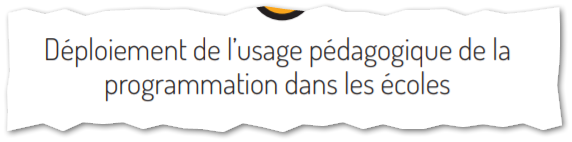 Déploiement de l’usage pédagogique de la
programmation dans les écoles